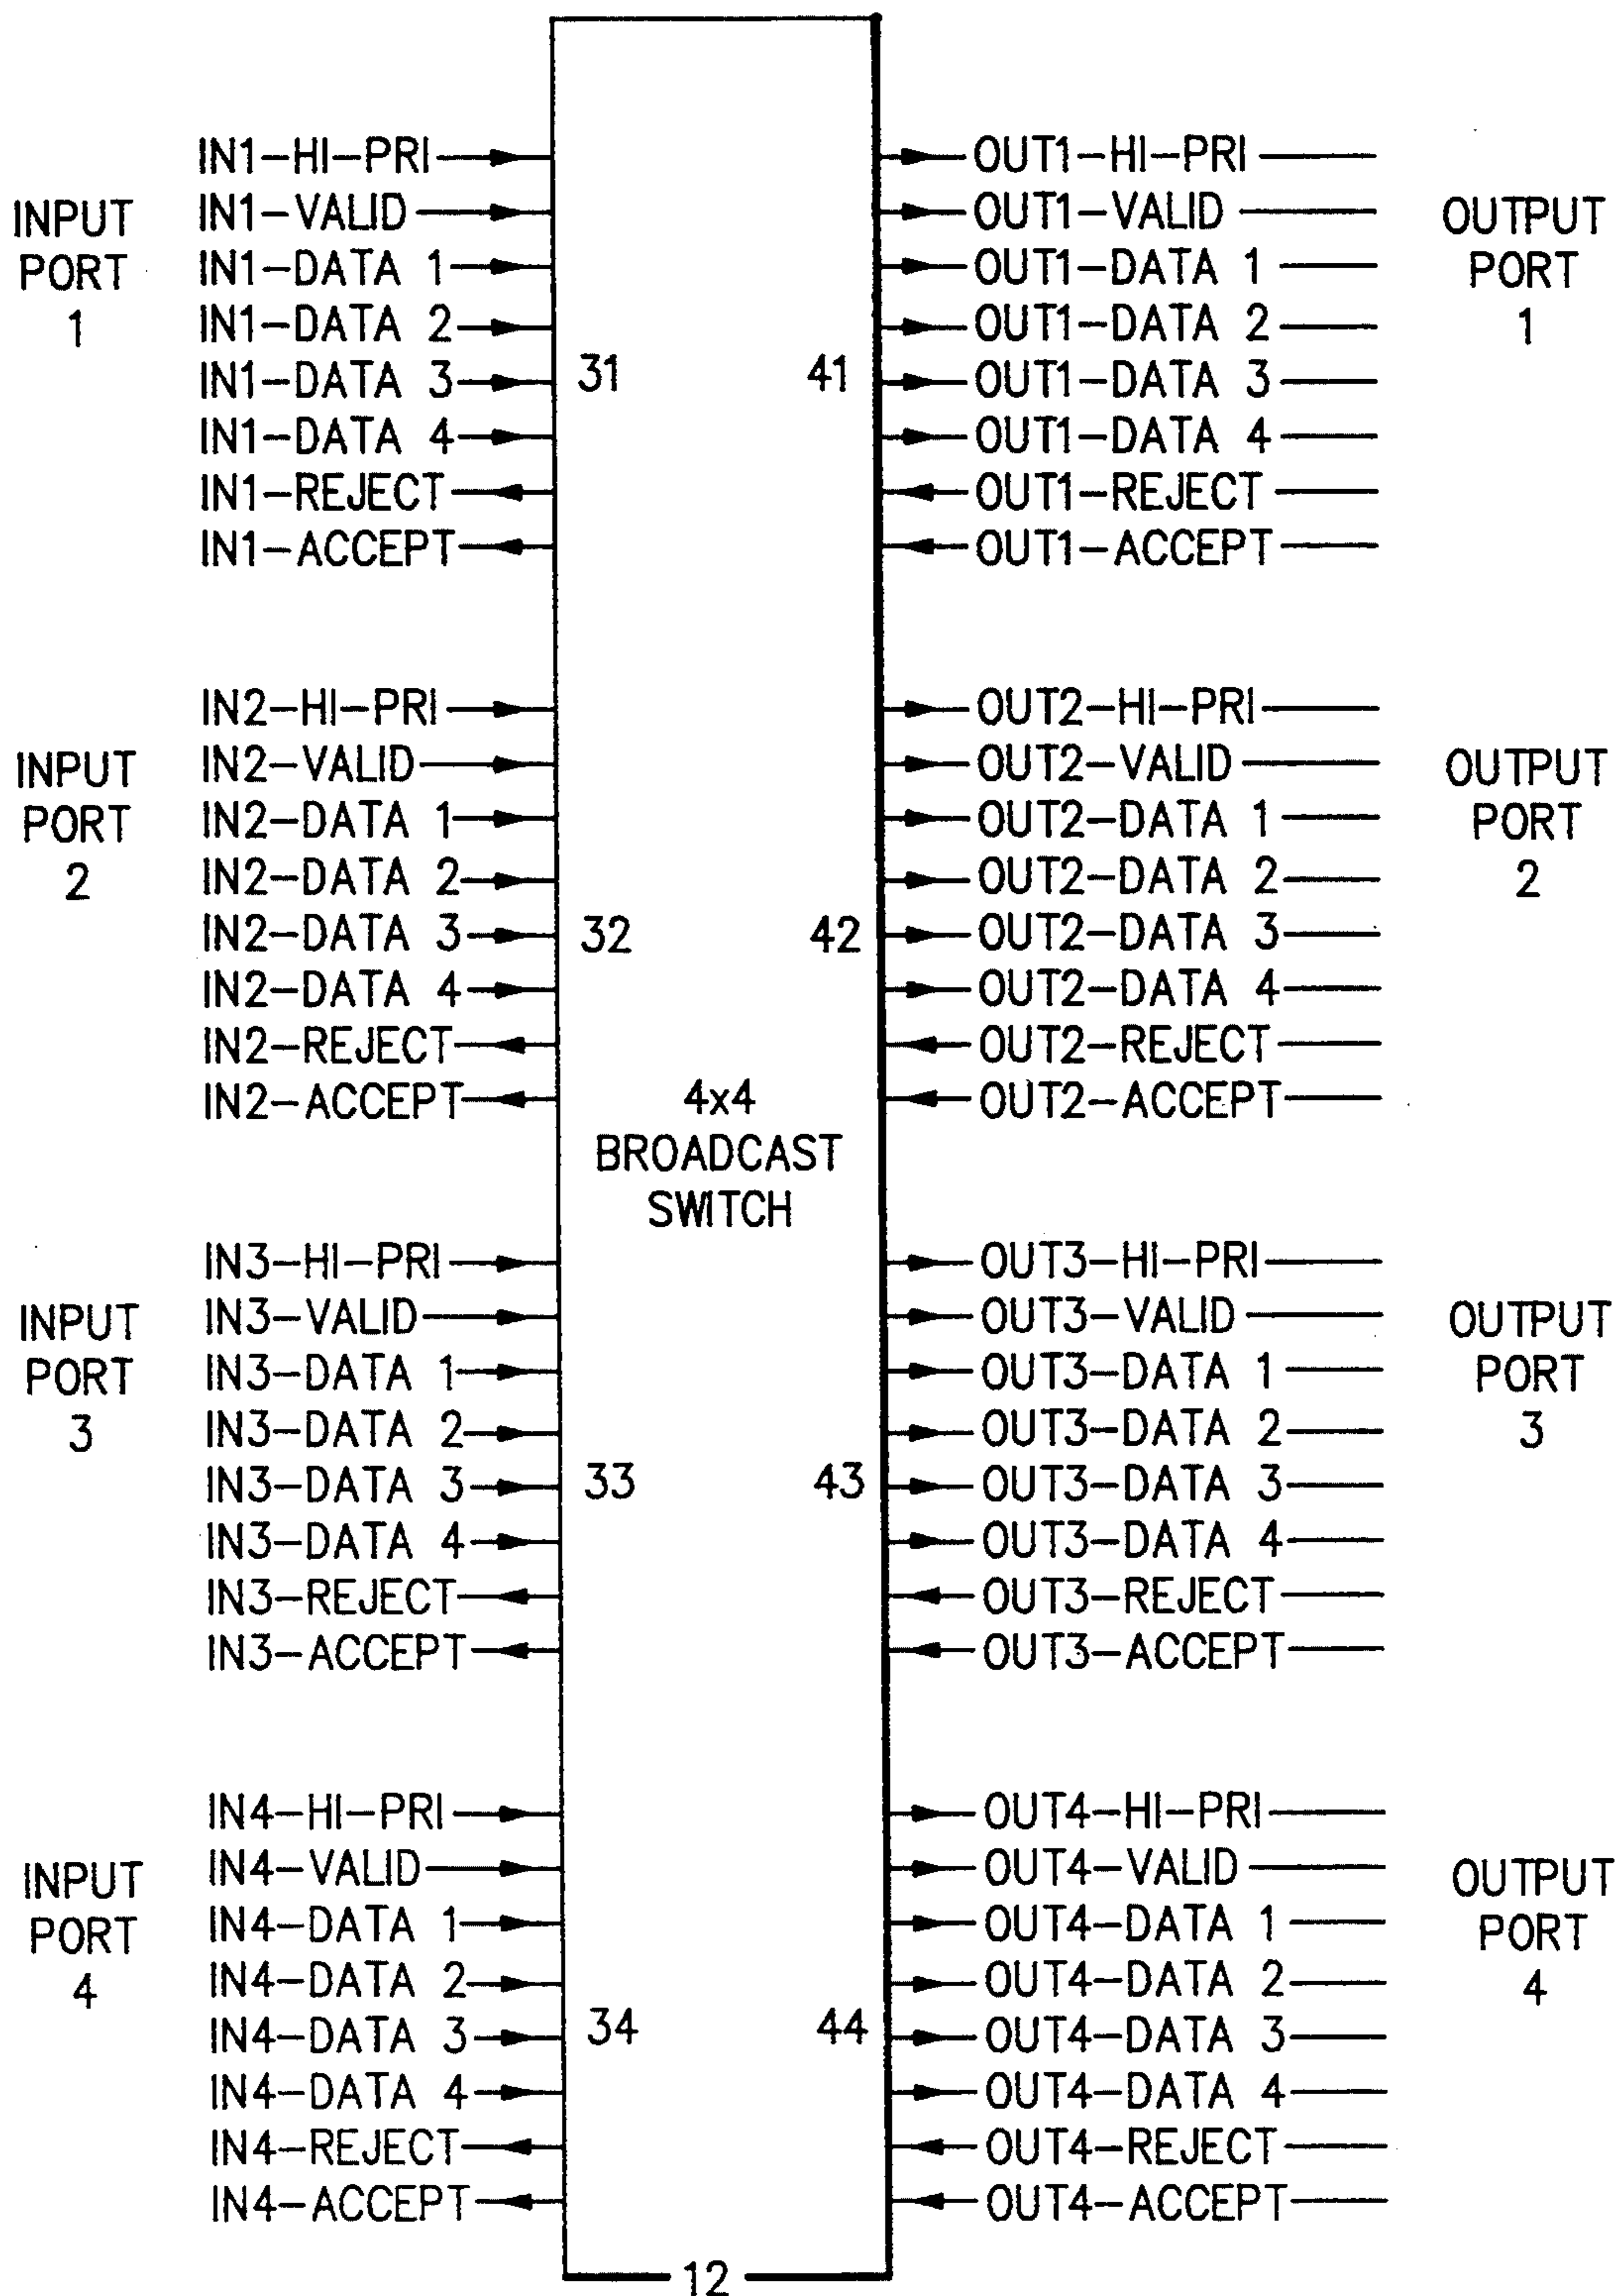 IN1-HI-PRI OUT1-HI-PRI
INPUT IN1-VALID OUT1-VALID OUTPUT
PORT IN1-DATA 1 OUT1-DATA 1 PORT
1 IN1-DATA 2 OUT1-DATA 2 1
IN1-DATA 3 31 41 OUT1-DATA 3
IN1-DATA 4 OUT1-DATA 4
IN1-REJECT OUT1-REJECT
IN1-ACCEPT OUT1-ACCEPT
IN2-HI-PRI OUT2-HI-PRI
INPUT IN2-VALID OUT2-VALID OUTPUT
PORT IN2-DATA 1 OUT2-DATA 1 PORT
2 IN2-DATA 2 OUT2-DATA 2 2
IN2-DATA 3 32 42 OUT2-DATA 3
IN2-DATA 4 OUT2-DATA 4
IN2-REJECT OUT2-REJECT
IN2-ACCEPT 4x4 OUT2-ACCEPT
BROADCAST
SWITCH
IN3-HI-PRI OUT3-HI-PRI
INPUT IN3-VALID OUT3-VALID OUTPUT
PORT IN3-DATA 1 OUT3-DATA 1 PORT
3 IN3-DATA 2 OUT3-DATA 2 3
IN3-DATA 3 33 43 OUT3-DATA 3
IN3-DATA 4 OUT3-DATA 4
IN3-REJECT OUT3-REJECT
IN3-ACCEPT OUT3-ACCEPT
IN4-HI-PRI OUT4-HI-PRI
INPUT IN4-VALID OUT4-VALID OUTPUT
PORT IN4-DATA 1 OUT4-DATA 1 PORT
4 IN4-DATA 2 OUT4-DATA 2 4
IN4-DATA 3 34 44 OUT4-DATA 3
IN4-DATA 4 OUT4-DATA 4
IN4-REJECT OUT4-REJECT
IN4-ACCEPT OUT4-ACCEPT
12